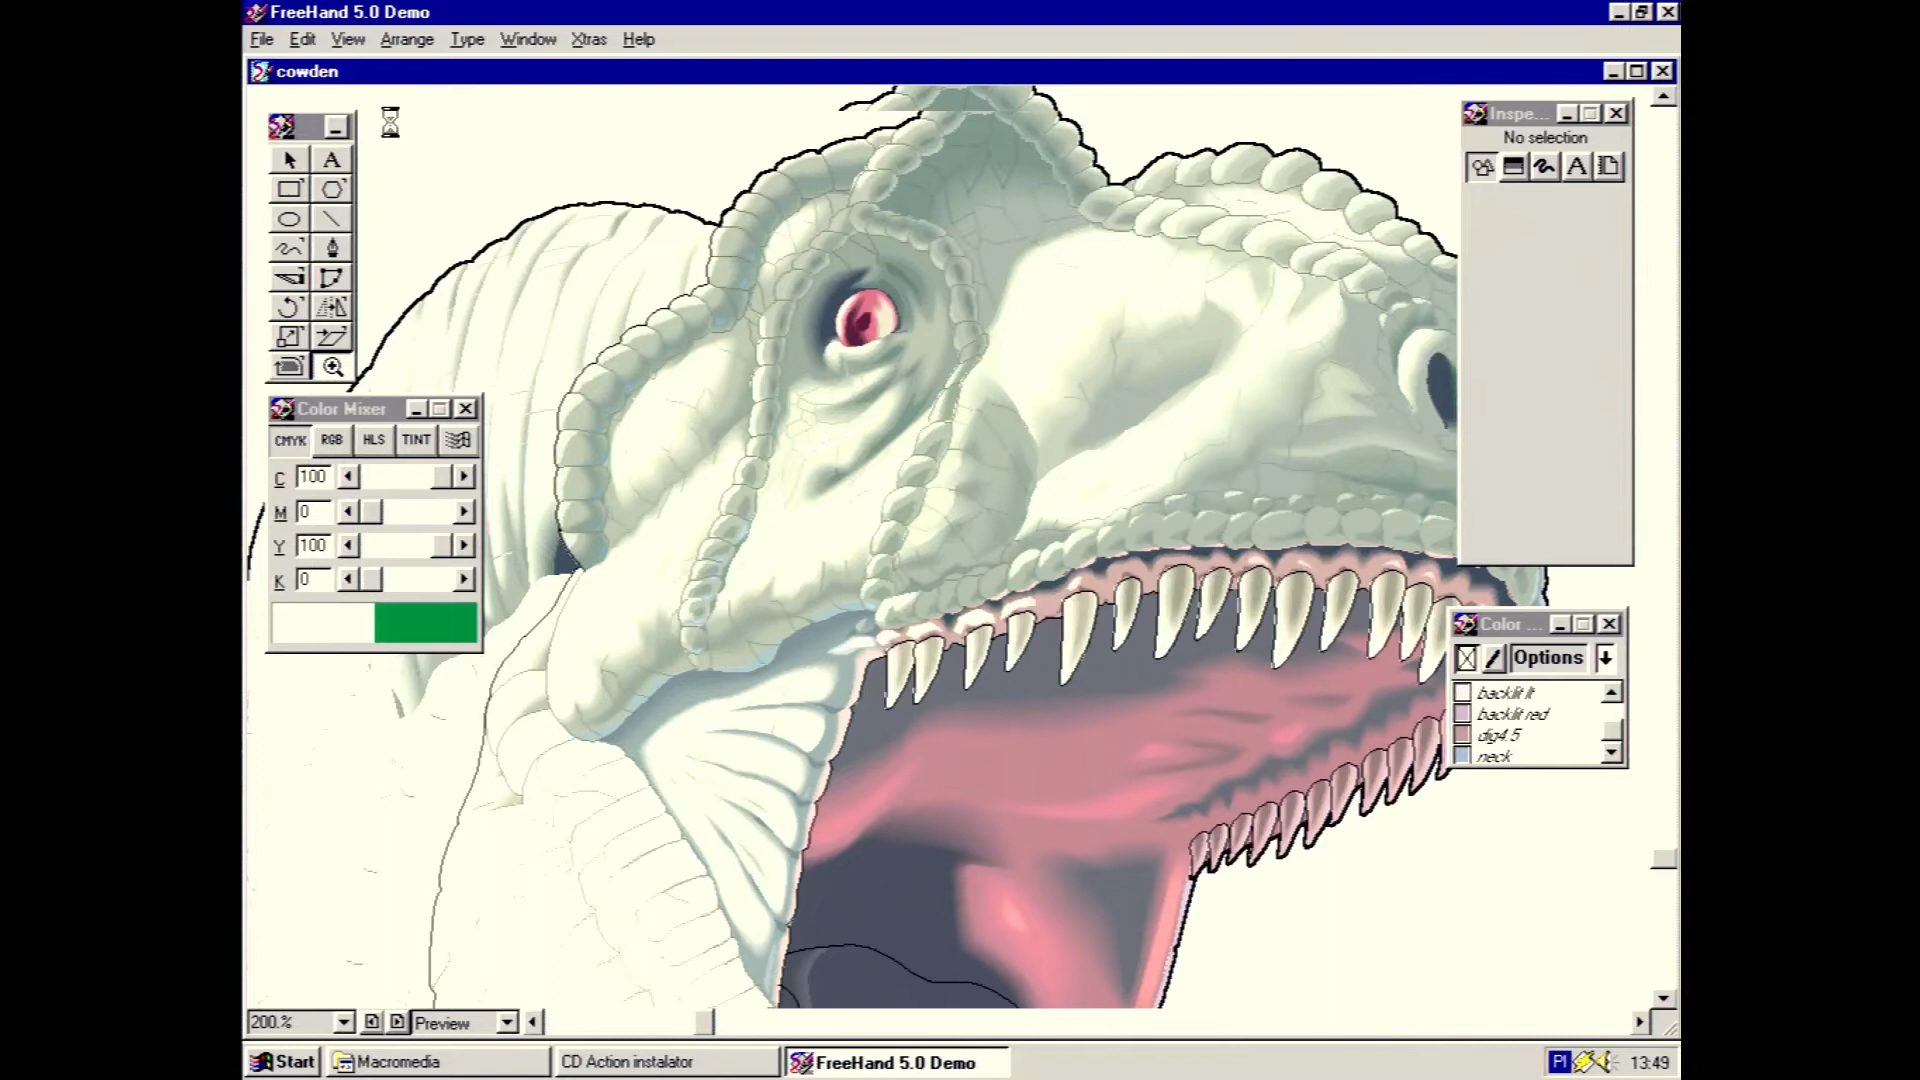 FreeHand 5.0 Demo
File Edit View Arrange Type Window Xtras Help
cowden
Inspe...
No selection
A
A
Color Mixer
CMYK RGB HLS TINT
C 100
M 0
Y 100
K 0
Color ...
Options
backlit lt
backlit red
dig4.5
neck
200.% Preview
Start Macromedia CD Action instalator FreeHand 5.0 Demo Pl 13:49